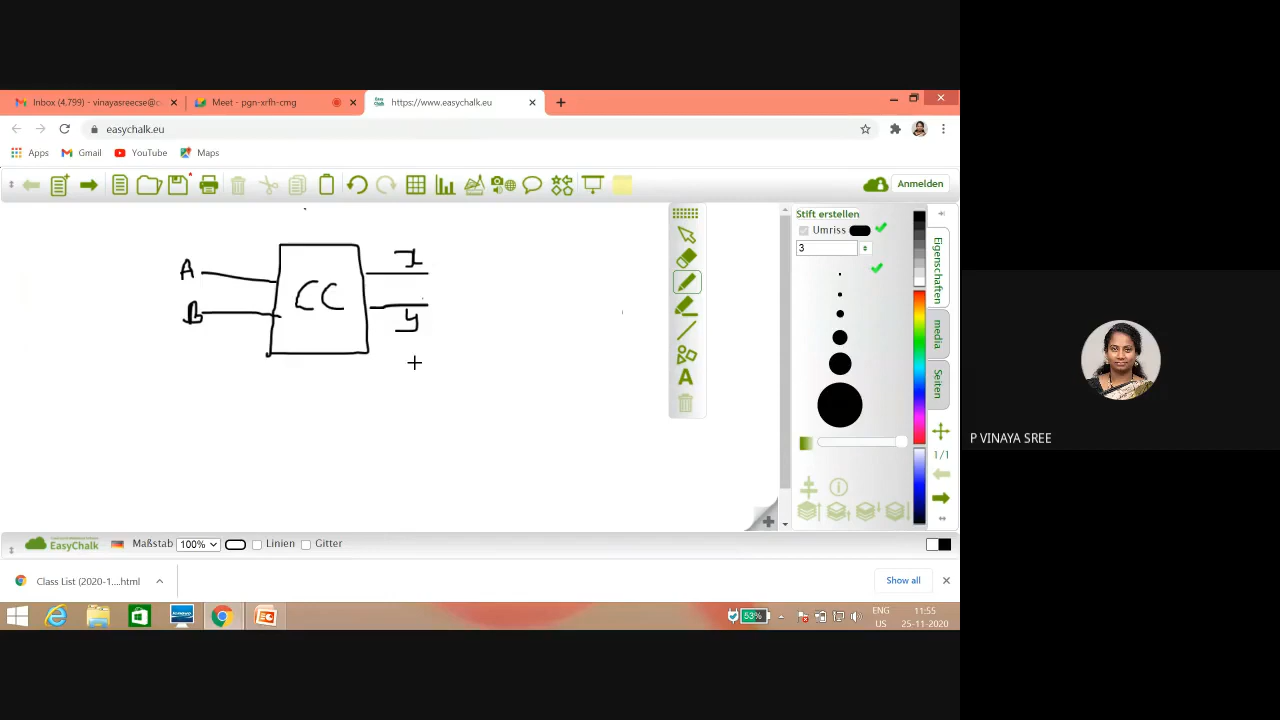 Inbox (4,799) - vinayasreecse@c
Meet - pgn-xrfh-cmg
https://www.easychalk.eu
easychalk.eu
Apps
Gmail
YouTube
Maps
Anmelden
Stift erstellen
Umriss
3
Eigenschaften
media
Seiten
1/1
A
B
CC
y
P VINAYA SREE
EasyChalk
Maßstab
100%
Linien
Gitter
Class List (2020-1....html
Show all
53%
ENG
US
11:55
25-11-2020